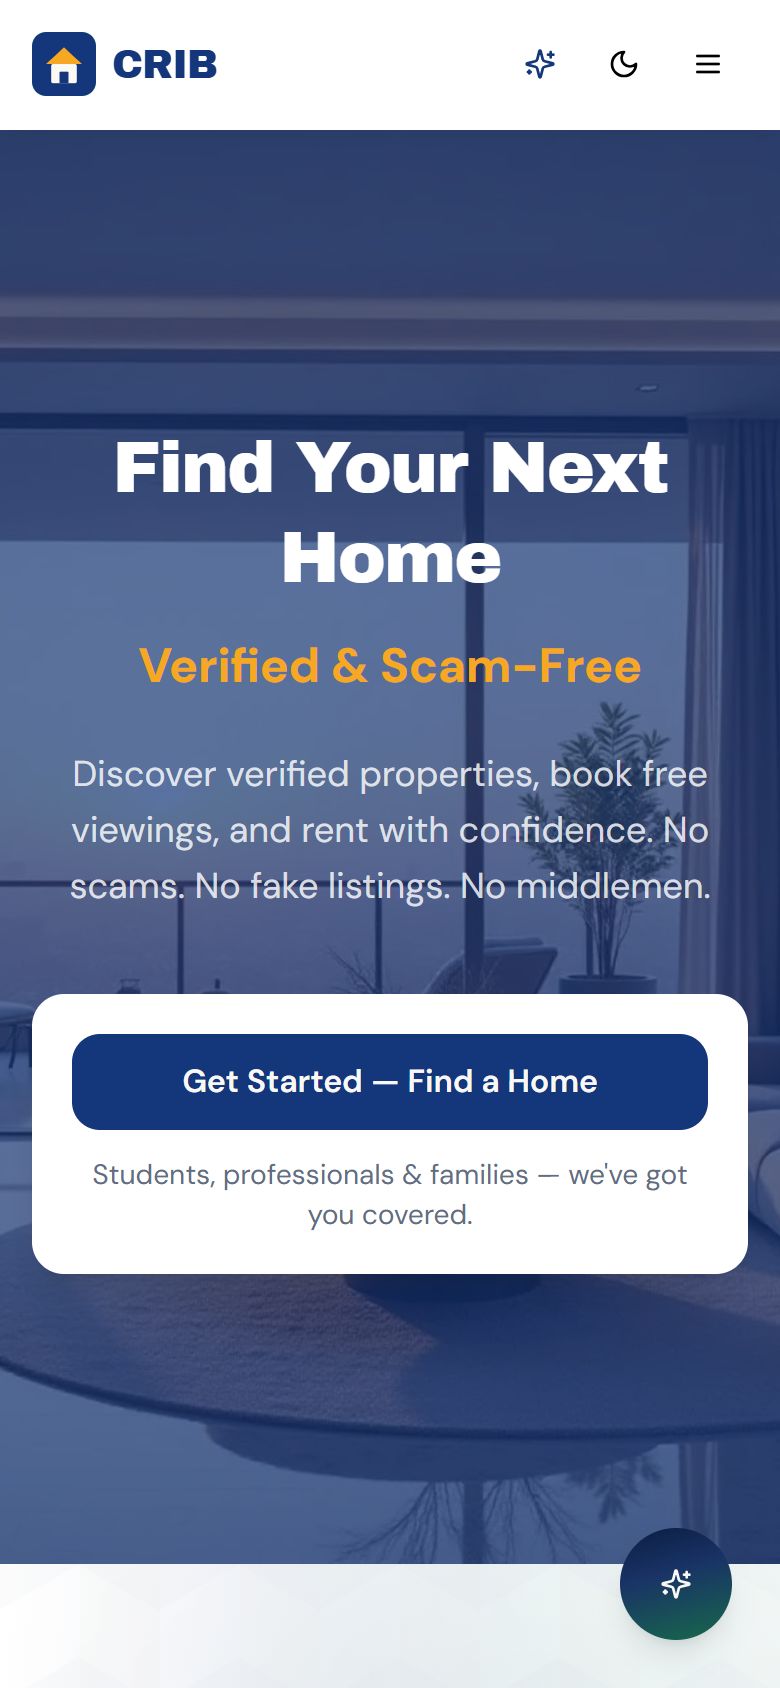 CRIB
Find Your Next
Home
Verified & Scam-Free
Discover verified properties, book free
viewings, and rent with confidence. No
scams. No fake listings. No middlemen.
Get Started — Find a Home
Students, professionals & families — we've got
you covered.